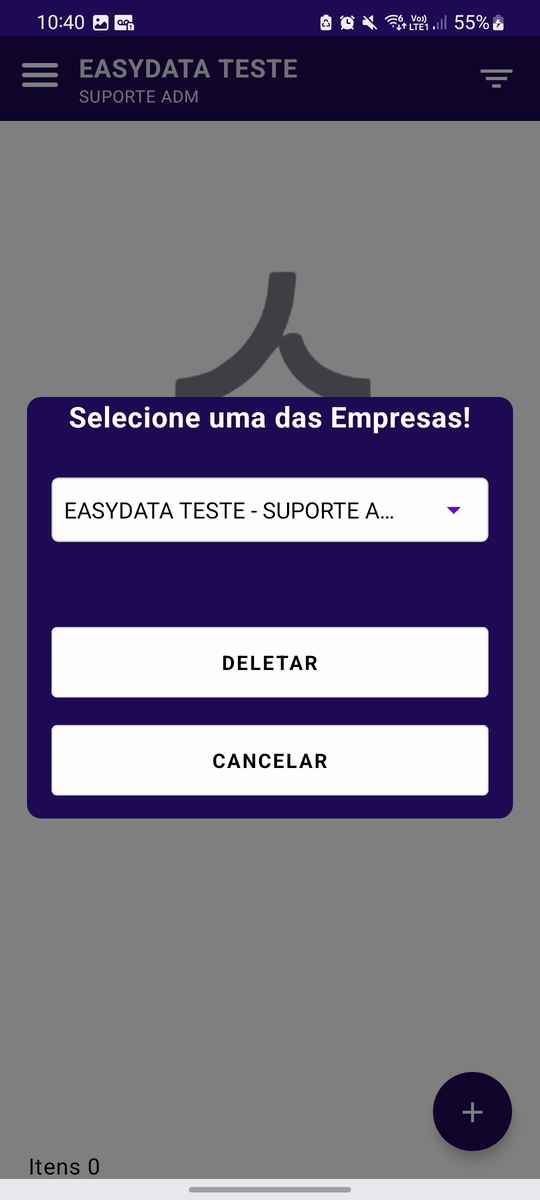 10:40
Vo))
LTE1
55%
EASYDATA TESTE
SUPORTE ADM
Selecione uma das Empresas!
EASYDATA TESTE - SUPORTE A...
DELETAR
CANCELAR
Itens 0